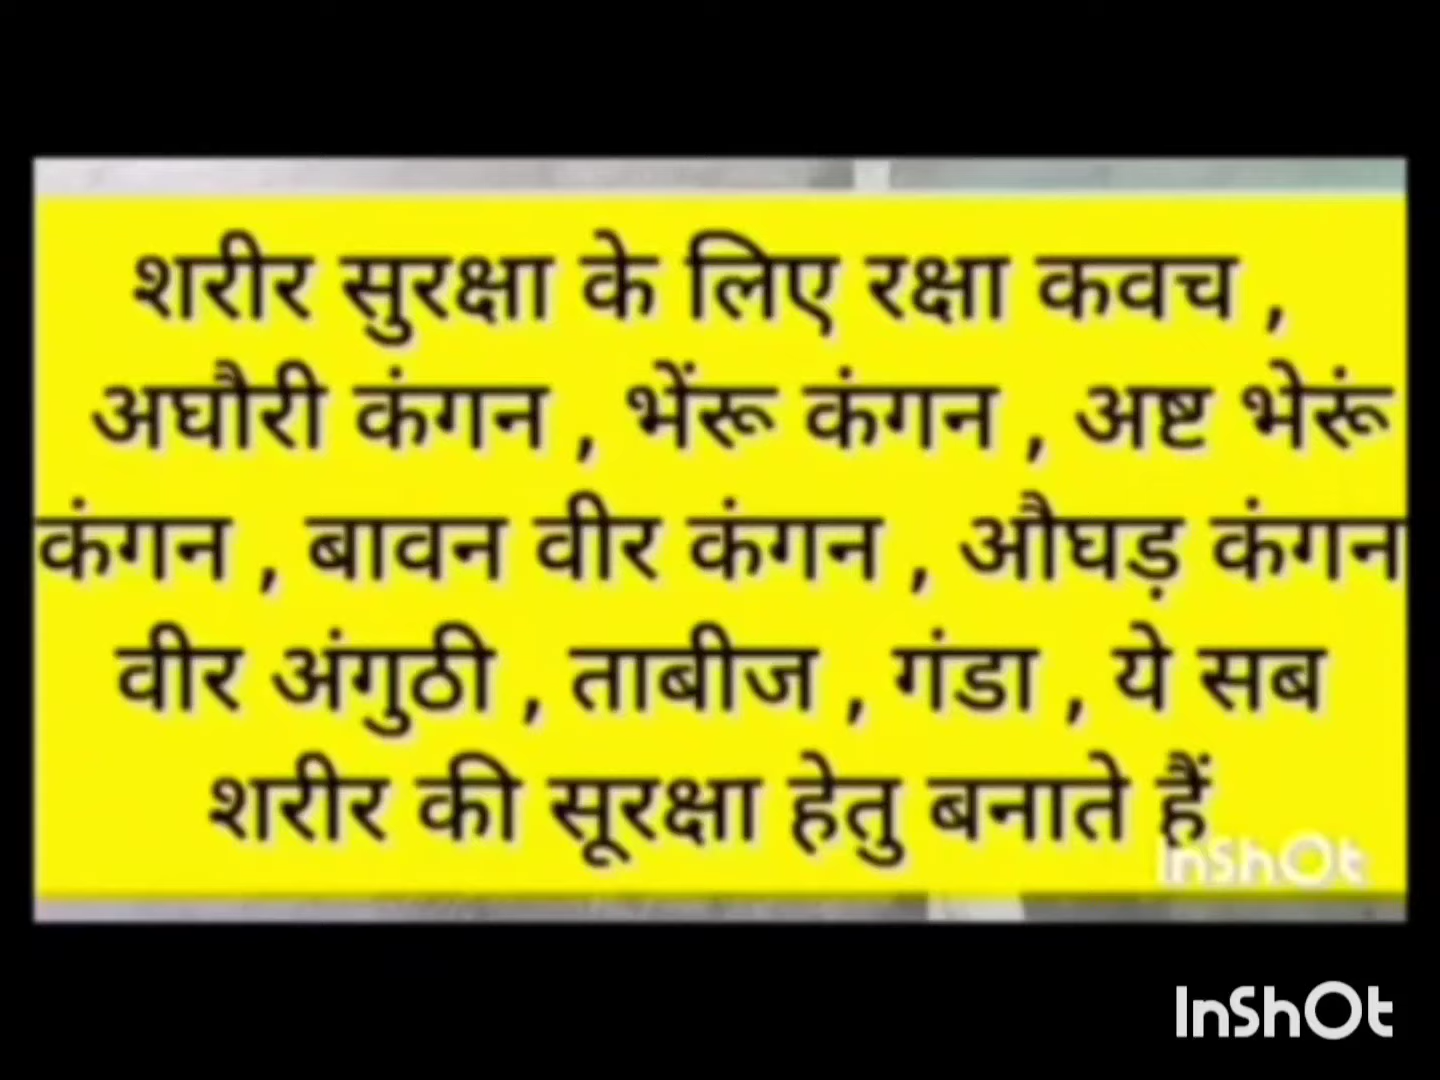 शरीर सुरक्षा के लिए रक्षा कवच ,
अघौरी कंगन , भेंरू कंगन , अष्ट भेरूं
कंगन , बावन वीर कंगन , औघड़ कंगन
वीर अंगुठी , ताबीज , गंडा , ये सब
शरीर की सूरक्षा हेतु बनाते हैं
InShOt
InShOt